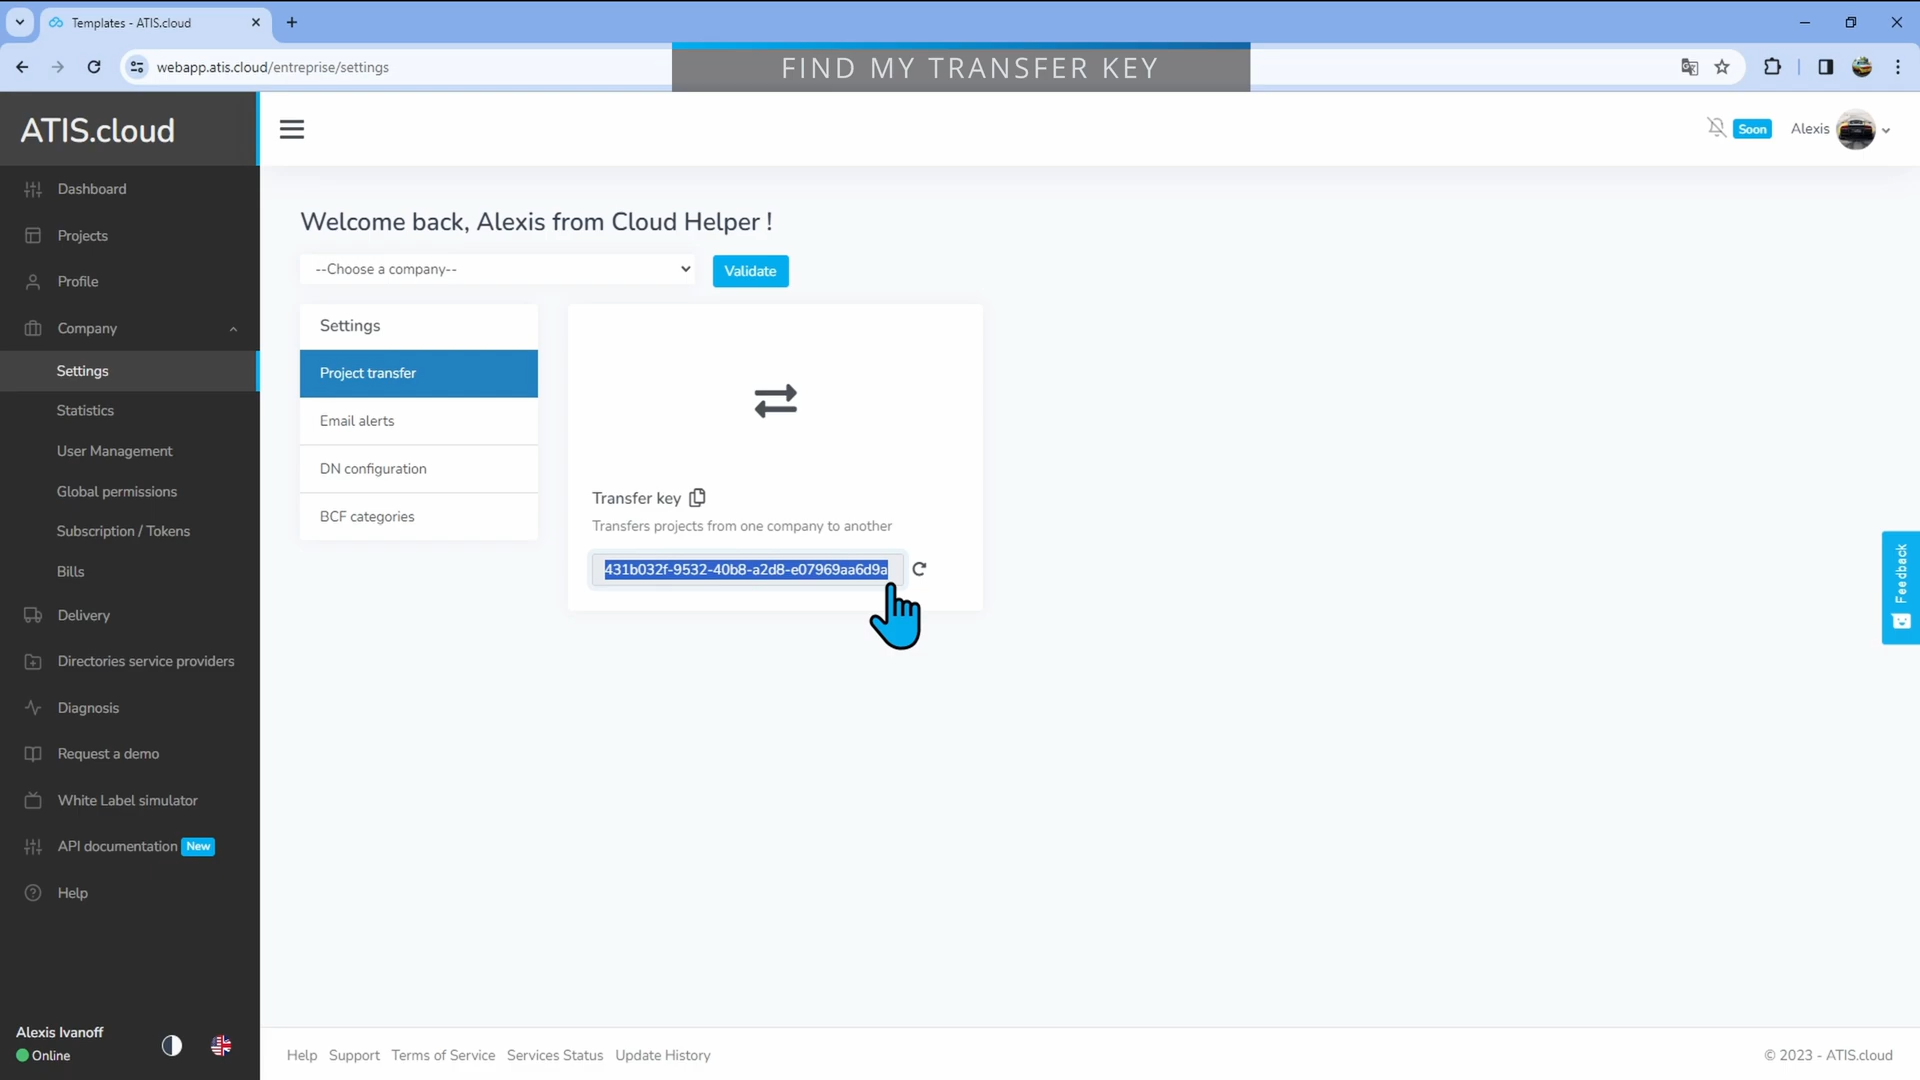 Templates - ATIS.cloud
webapp.atis.cloud/entreprise/settings
FIND MY TRANSFER KEY
ATIS.cloud
Soon
Alexis
Dashboard
Projects
Profile
Company
Settings
Statistics
User Management
Global permissions
Subscription / Tokens
Bills
Delivery
Directories service providers
Diagnosis
Request a demo
White Label simulator
API documentation New
Help
Alexis Ivanoff
Online
Welcome back, Alexis from Cloud Helper !
--Choose a company--
Validate
Settings
Project transfer
Email alerts
DN configuration
BCF categories
Transfer key
Transfers projects from one company to another
431b032f-9532-40b8-a2d8-e07969aa6d9a
Feedback
Help Support Terms of Service Services Status Update History
© 2023 - ATIS.cloud